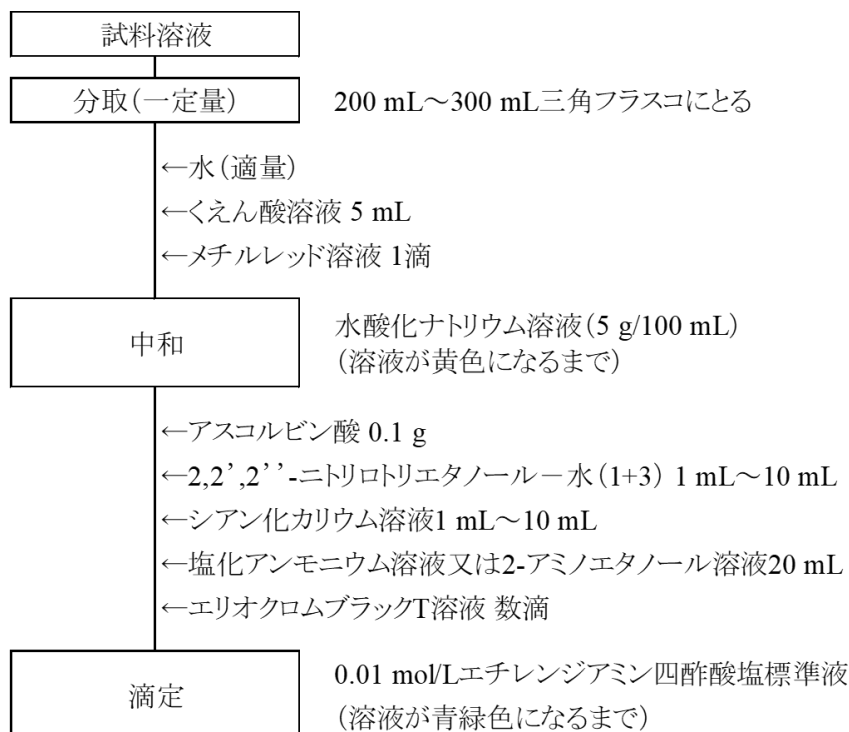 試料溶液
分取(一定量)
200 mL~300 mL三角フラスコにとる
←水(適量)
←くえん酸溶液 5 mL
←メチルレッド溶液 1滴
中和
水酸化ナトリウム溶液(5 g/100 mL)
(溶液が黄色になるまで)
←アスコルビン酸 0.1 g
←2,2’,2’’-ニトリロトリエタノール-水(1+3) 1 mL~10 mL
←シアン化カリウム溶液1 mL~10 mL
←塩化アンモニウム溶液又は2-アミノエタノール溶液20 mL
←エリオクロムブラックT溶液 数滴
滴定
0.01 mol/Lエチレンジアミン四酢酸塩標準液
(溶液が青緑色になるまで)